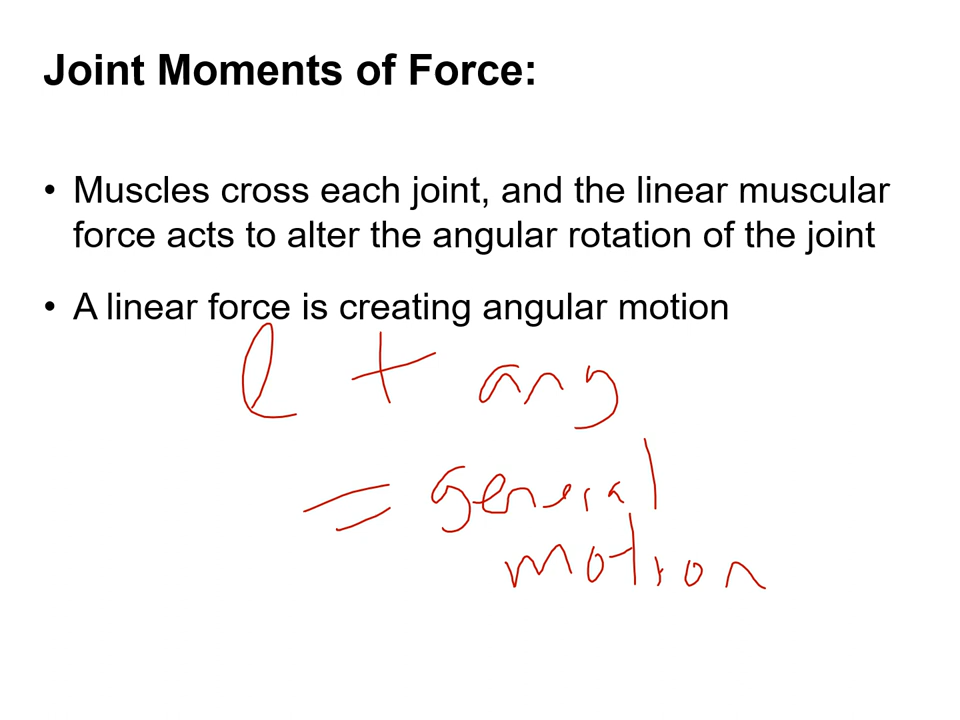 Joint Moments of Force:
• Muscles cross each joint, and the linear muscular
force acts to alter the angular rotation of the joint
• A linear force is creating angular motion
l + ang
= general
motion